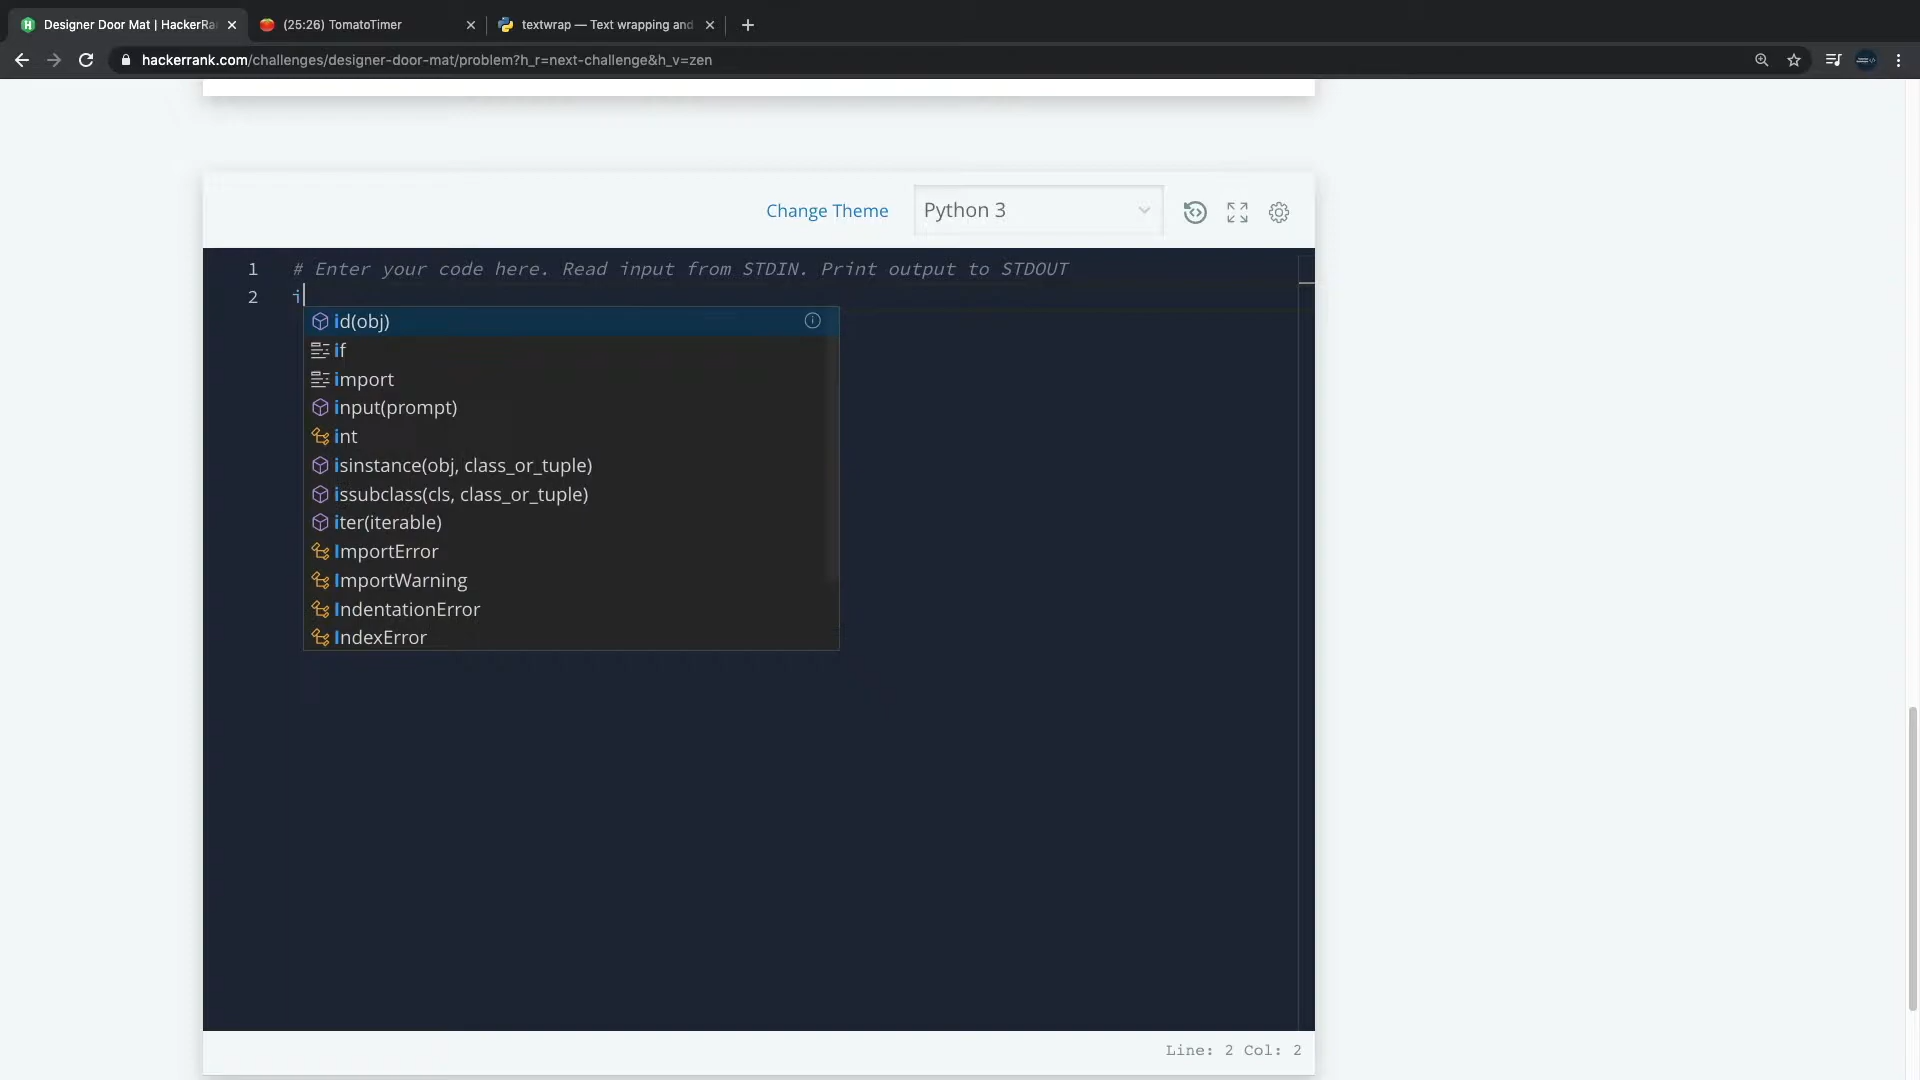 Designer Door Mat | HackerRa
(25:26) TomatoTimer
textwrap — Text wrapping and
hackerrank.com/challenges/designer-door-mat/problem?h_r=next-challenge&h_v=zen
Change Theme
Python 3
1 # Enter your code here. Read input from STDIN. Print output to STDOUT
2 i
id(obj)
if
import
input(prompt)
int
isinstance(obj, class_or_tuple)
issubclass(cls, class_or_tuple)
iter(iterable)
ImportError
ImportWarning
IndentationError
IndexError
Line: 2 Col: 2